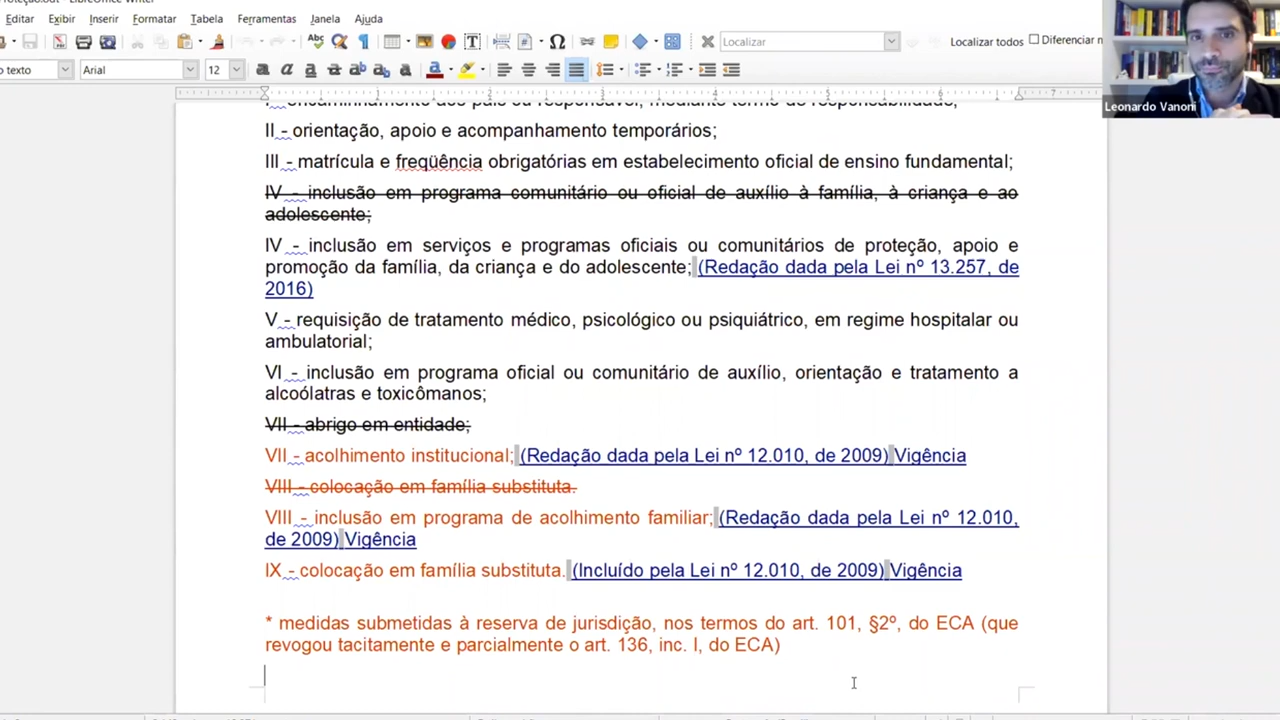 Editar Exibir Inserir Formatar Tabela Ferramentas Janela Ajuda
Localizar
Localizar todos
Diferenciar
texto
Arial
12
Leonardo Vanoni
II - orientação, apoio e acompanhamento temporários;
III - matrícula e freqüência obrigatórias em estabelecimento oficial de ensino fundamental;
IV - inclusão em programa comunitário ou oficial de auxílio à família, à criança e ao
adolescente;
IV - inclusão em serviços e programas oficiais ou comunitários de proteção, apoio e
promoção da família, da criança e do adolescente; (Redação dada pela Lei nº 13.257, de
2016)
V - requisição de tratamento médico, psicológico ou psiquiátrico, em regime hospitalar ou
ambulatorial;
VI - inclusão em programa oficial ou comunitário de auxílio, orientação e tratamento a
alcoólatras e toxicômanos;
VII - abrigo em entidade;
VII - acolhimento institucional; (Redação dada pela Lei nº 12.010, de 2009) Vigência
VIII - colocação em família substituta.
VIII - inclusão em programa de acolhimento familiar; (Redação dada pela Lei nº 12.010,
de 2009) Vigência
IX - colocação em família substituta. (Incluído pela Lei nº 12.010, de 2009) Vigência
* medidas submetidas à reserva de jurisdição, nos termos do art. 101, §2º, do ECA (que
revogou tacitamente e parcialmente o art. 136, inc. I, do ECA)